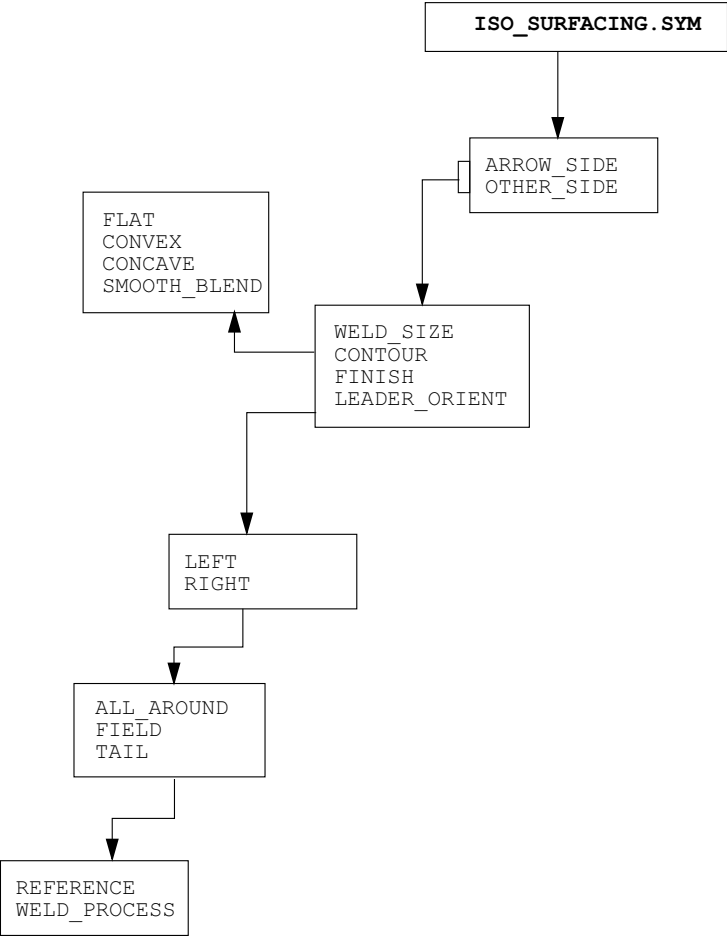 ISO_SURFACING.SYM
ARROW_SIDE
OTHER_SIDE
FLAT
CONVEX
CONCAVE
SMOOTH_BLEND
WELD_SIZE
CONTOUR
FINISH
LEADER_ORIENT
LEFT
RIGHT
ALL_AROUND
FIELD
TAIL
REFERENCE
WELD_PROCESS